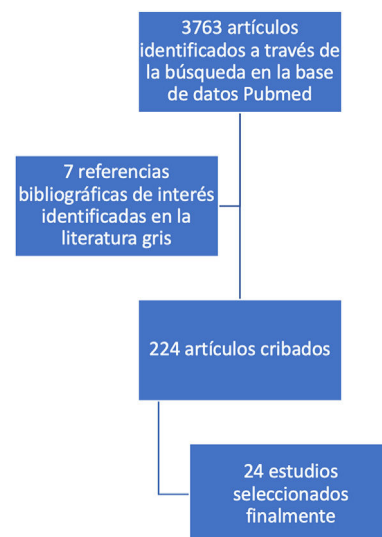 3763 artículos
identificados a través de
la búsqueda en la base
de datos Pubmed
7 referencias
bibliográficas de interés
identificadas en la
literatura gris
224 artículos cribados
24 estudios
seleccionados
finalmente